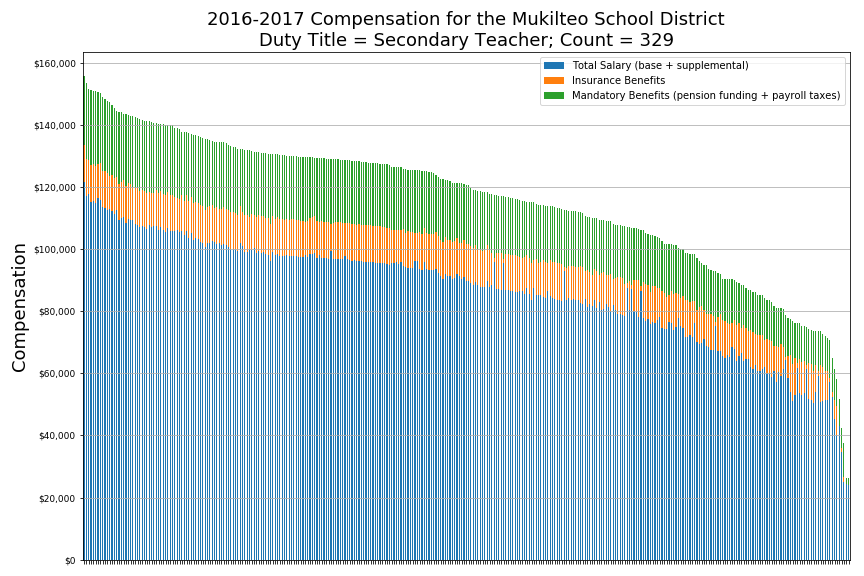 2016-2017 Compensation for the Mukilteo School District
Duty Title = Secondary Teacher; Count = 329
Total Salary (base + supplemental)
Insurance Benefits
Mandatory Benefits (pension funding + payroll taxes)
Compensation
$160,000
$140,000
$120,000
$100,000
$80,000
$60,000
$40,000
$20,000
$0